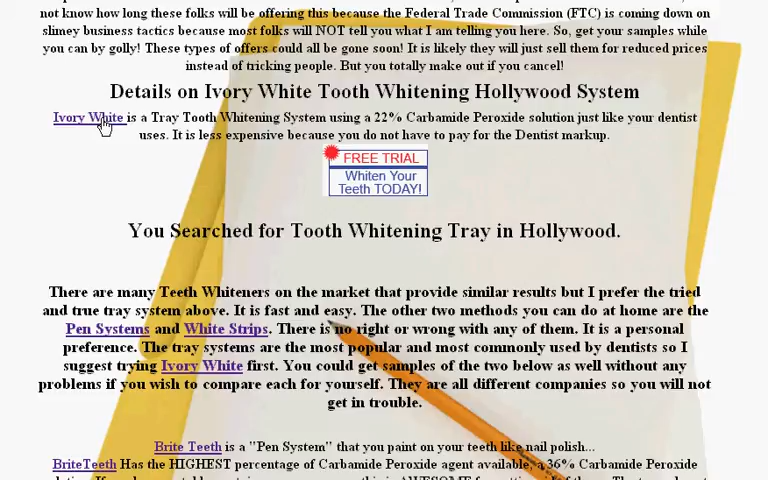 not know how long these folks will be offering this because the Federal Trade Commission (FTC) is coming down on
slimey business tactics because most folks will NOT tell you what I am telling you here. So, get your samples while
you can by golly! These types of offers could all be gone soon! It is likely they will just sell them for reduced prices
instead of tricking people. But you totally make out if you cancel!
Details on Ivory White Tooth Whitening Hollywood System
Ivory White is a Tray Tooth Whitening System using a 22% Carbamide Peroxide solution just like your dentist
uses. It is less expensive because you do not have to pay for the Dentist markup.
FREE TRIAL
Whiten Your
Teeth TODAY!
You Searched for Tooth Whitening Tray in Hollywood.
There are many Teeth Whiteners on the market that provide similar results but I prefer the tried
and true tray system above. It is fast and easy. The other two methods you can do at home are the
Pen Systems and White Strips. There is no right or wrong with any of them. It is a personal
preference. The tray systems are the most popular and most commonly used by dentists so I
suggest trying Ivory White first. You could get samples of the two below as well without any
problems if you wish to compare each for yourself. They are all different companies so you will not
get in trouble.
Brite Teeth is a "Pen System" that you paint on your teeth like nail polish...
BriteTeeth Has the HIGHEST percentage of Carbamide Peroxide agent available, a 36% Carbamide Peroxide